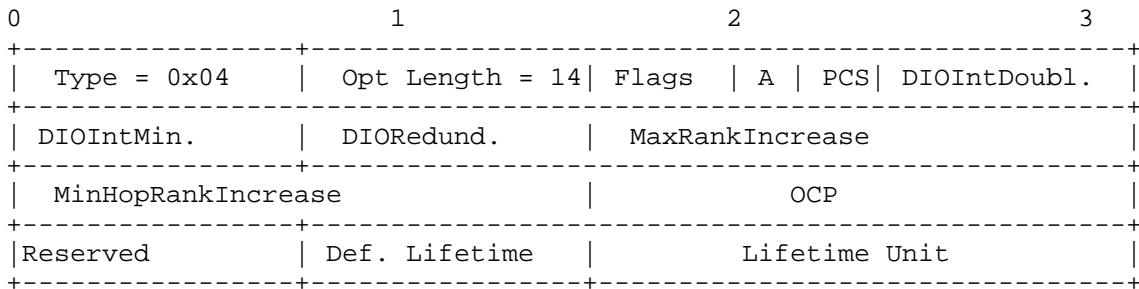 0 1 2 3
+-----------------+-------------------------------------------------+
| Type = 0x04 | Opt Length = 14| Flags | A | PCS| DIOIntDoubl. |
+-------------------------------------------------------------------+
| DIOIntMin. | DIORedund. | MaxRankIncrease |
+-----------------+-------------------------------------------------+
| MinHopRankIncrease | OCP |
+-----------------+-------------------------------------------------+
|Reserved | Def. Lifetime | Lifetime Unit |
+-----------------+-----------------+-------------------------------+